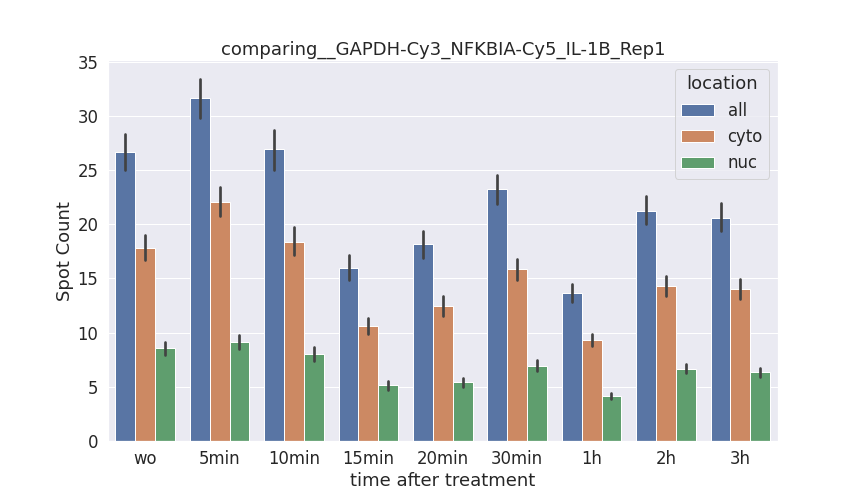 comparing__GAPDH-Cy3_NFKBIA-Cy5_IL-1B_Rep1
35
30
25
20
15
10
5
0
Spot Count
location
all
cyto
nuc
wo 5min 10min 15min 20min 30min 1h 2h 3h
time after treatment